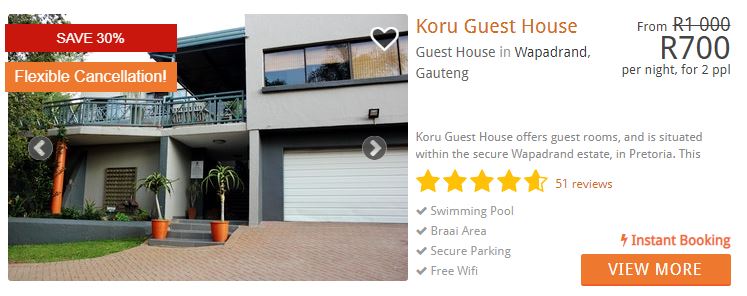 SAVE 30%
Flexible Cancellation!
Koru Guest House
Guest House in Wapadrand,
Gauteng
From R1 000
R700
per night, for 2 ppl
Koru Guest House offers guest rooms, and is situated
within the secure Wapadrand estate, in Pretoria. This
51 reviews
Swimming Pool
Braai Area
Secure Parking
Free Wifi
Instant Booking
VIEW MORE